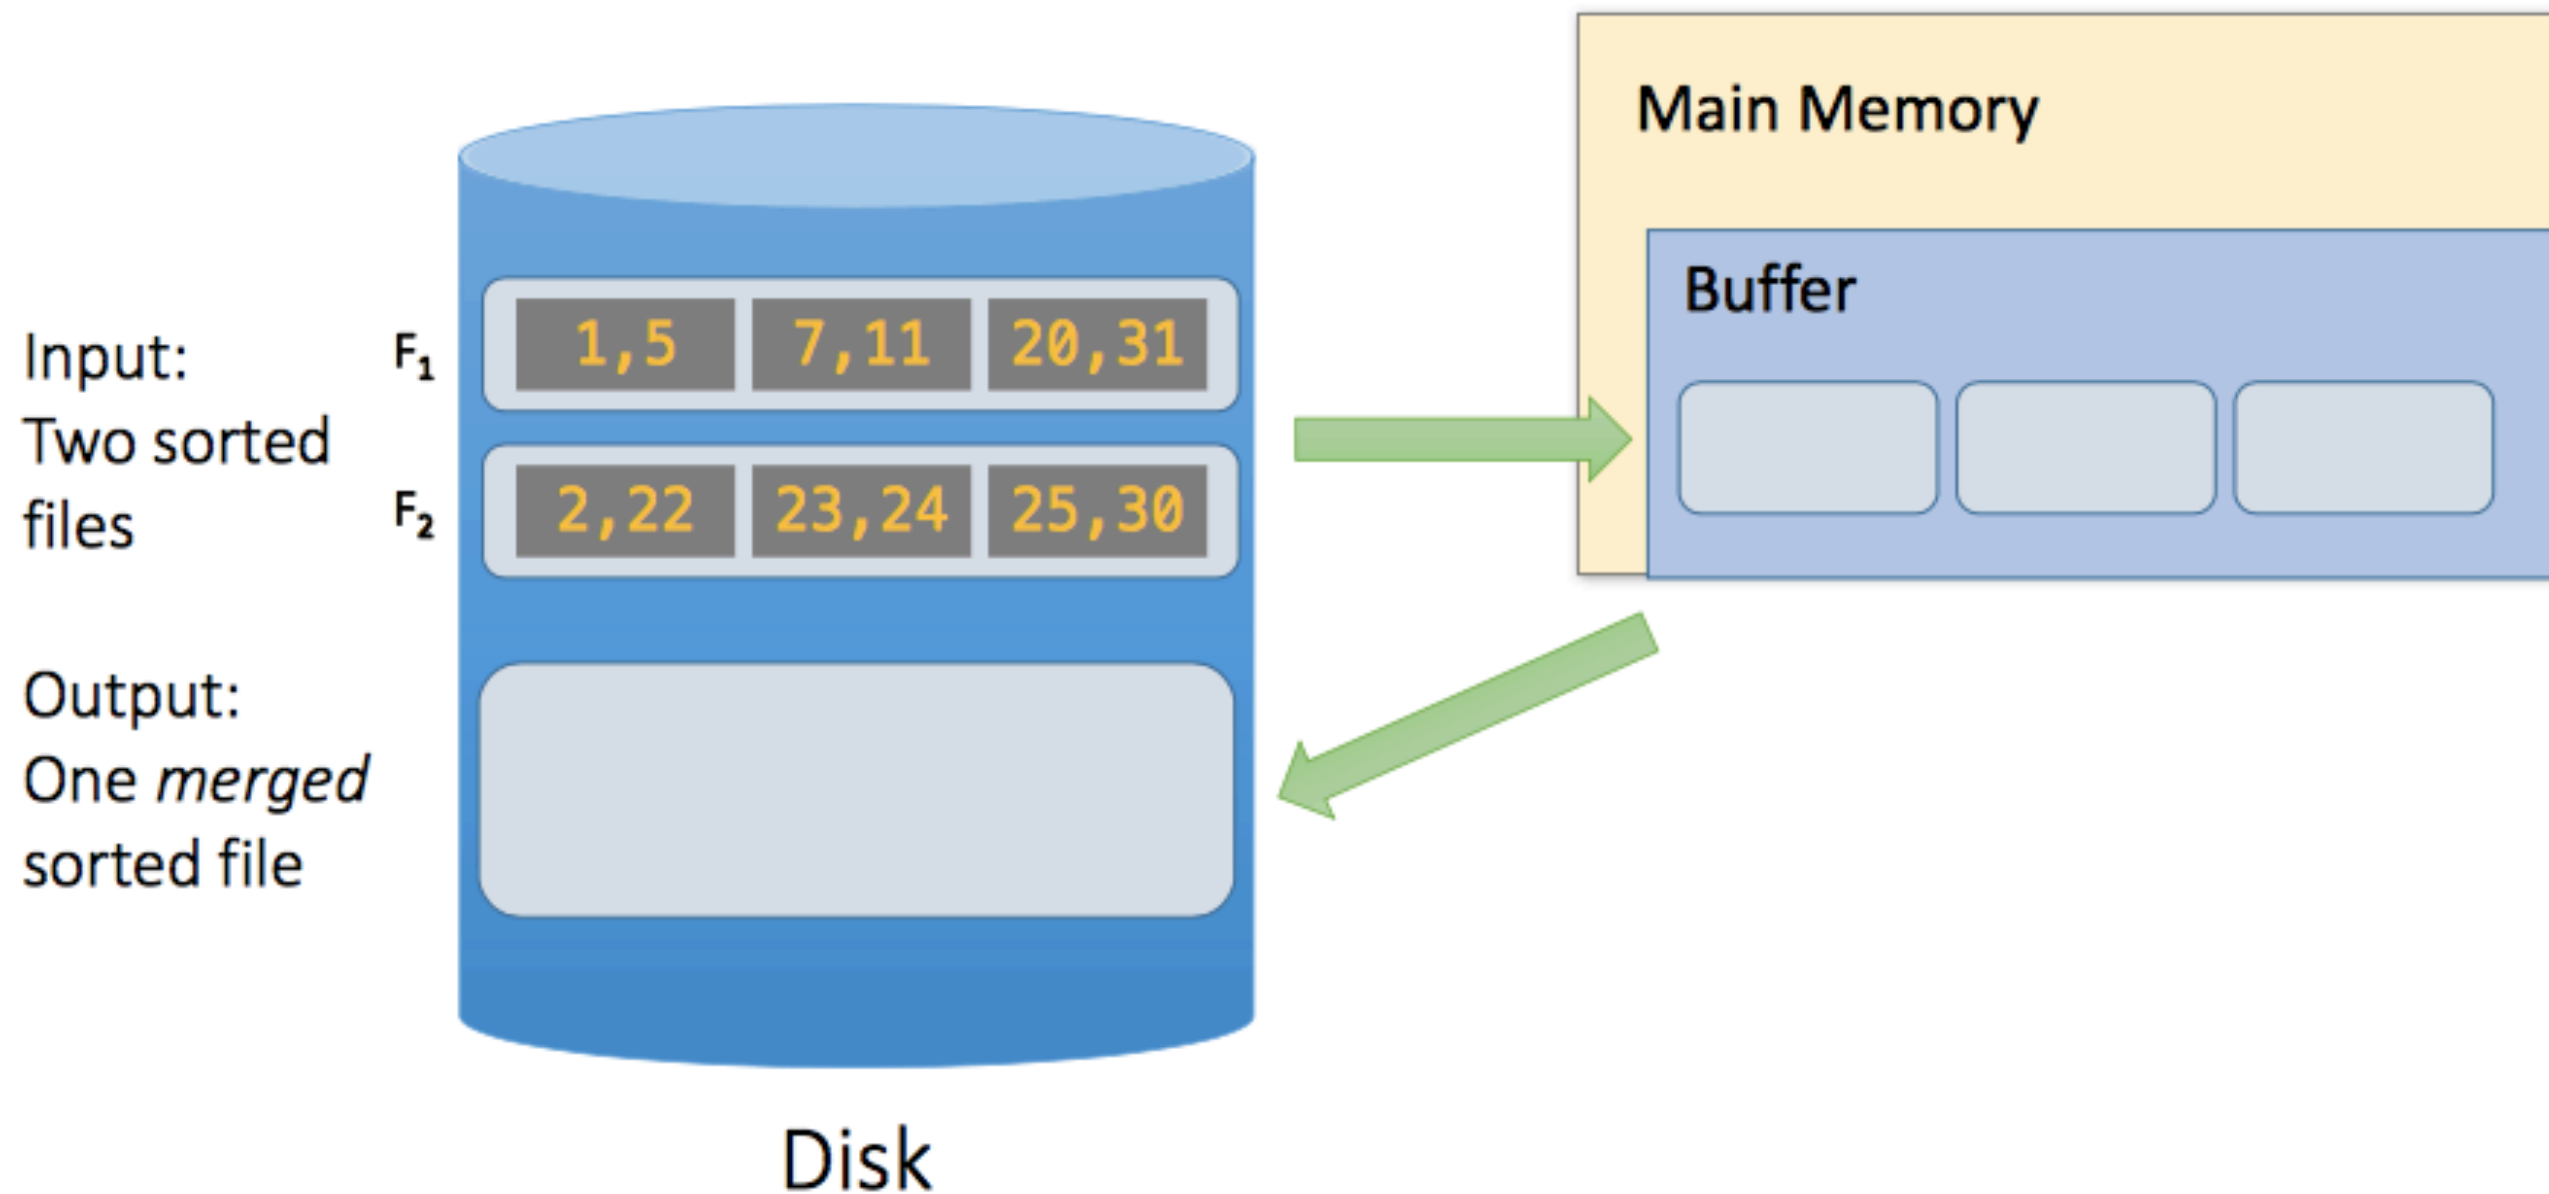 Main Memory
Buffer
Input:
Two sorted
files
F₁
1,5
7,11
20,31
F₂
2,22
23,24
25,30
Output:
One merged
sorted file
Disk